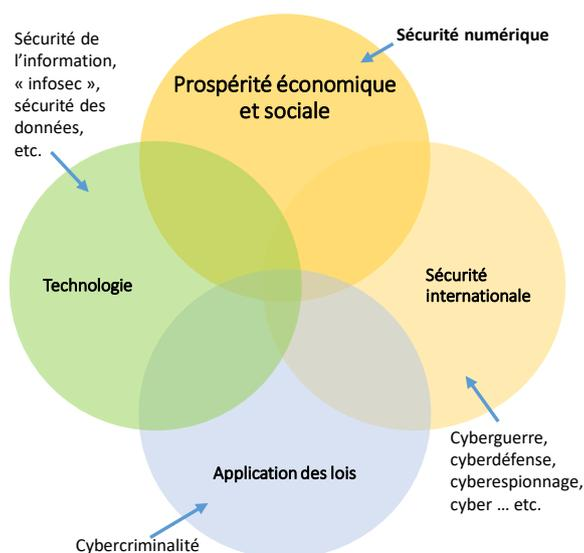 Sécurité numérique
Sécurité de
l’information,
« infosec »,
sécurité des
données,
etc.
Prospérité économique
et sociale
Technologie
Sécurité
internationale
Cyberguerre,
cyberdéfense,
cyberespionnage,
cyber … etc.
Application des lois
Cybercriminalité